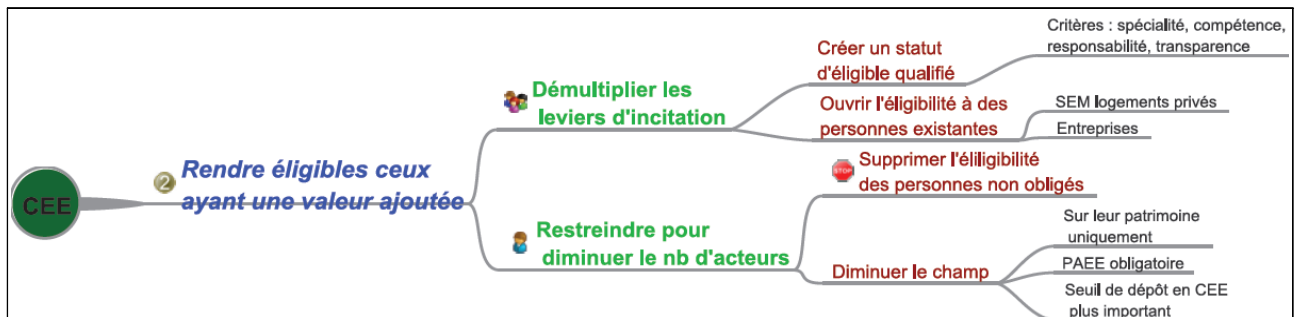 CEE
2
Rendre éligibles ceux
ayant une valeur ajoutée
Démultiplier les
leviers d'incitation
Créer un statut
d'éligible qualifié
Critères : spécialité, compétence,
responsabilité, transparence
Ouvrir l'éligibilité à des
personnes existantes
SEM logements privés
Entreprises
Restreindre pour
diminuer le nb d'acteurs
STOP
Supprimer l'éliligibilité
des personnes non obligés
Diminuer le champ
Sur leur patrimoine
uniquement
PAEE obligatoire
Seuil de dépôt en CEE
plus important